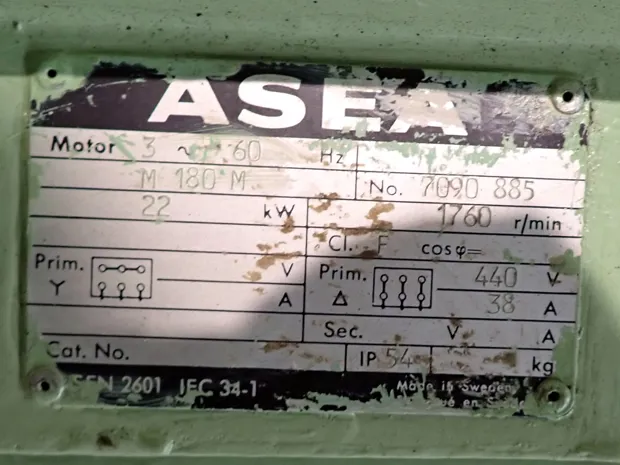 ASEA
Motor 3 ~ 60 Hz
M 180 M No. 7090 885
22 kW 1760 r/min
Cl. F cosφ=
Prim. Y V Prim. Δ 440 V
A 38 A
Sec. V A
Cat. No. IP 54 kg
SEN 2601 IEC 34-1 Made in Sweden
en